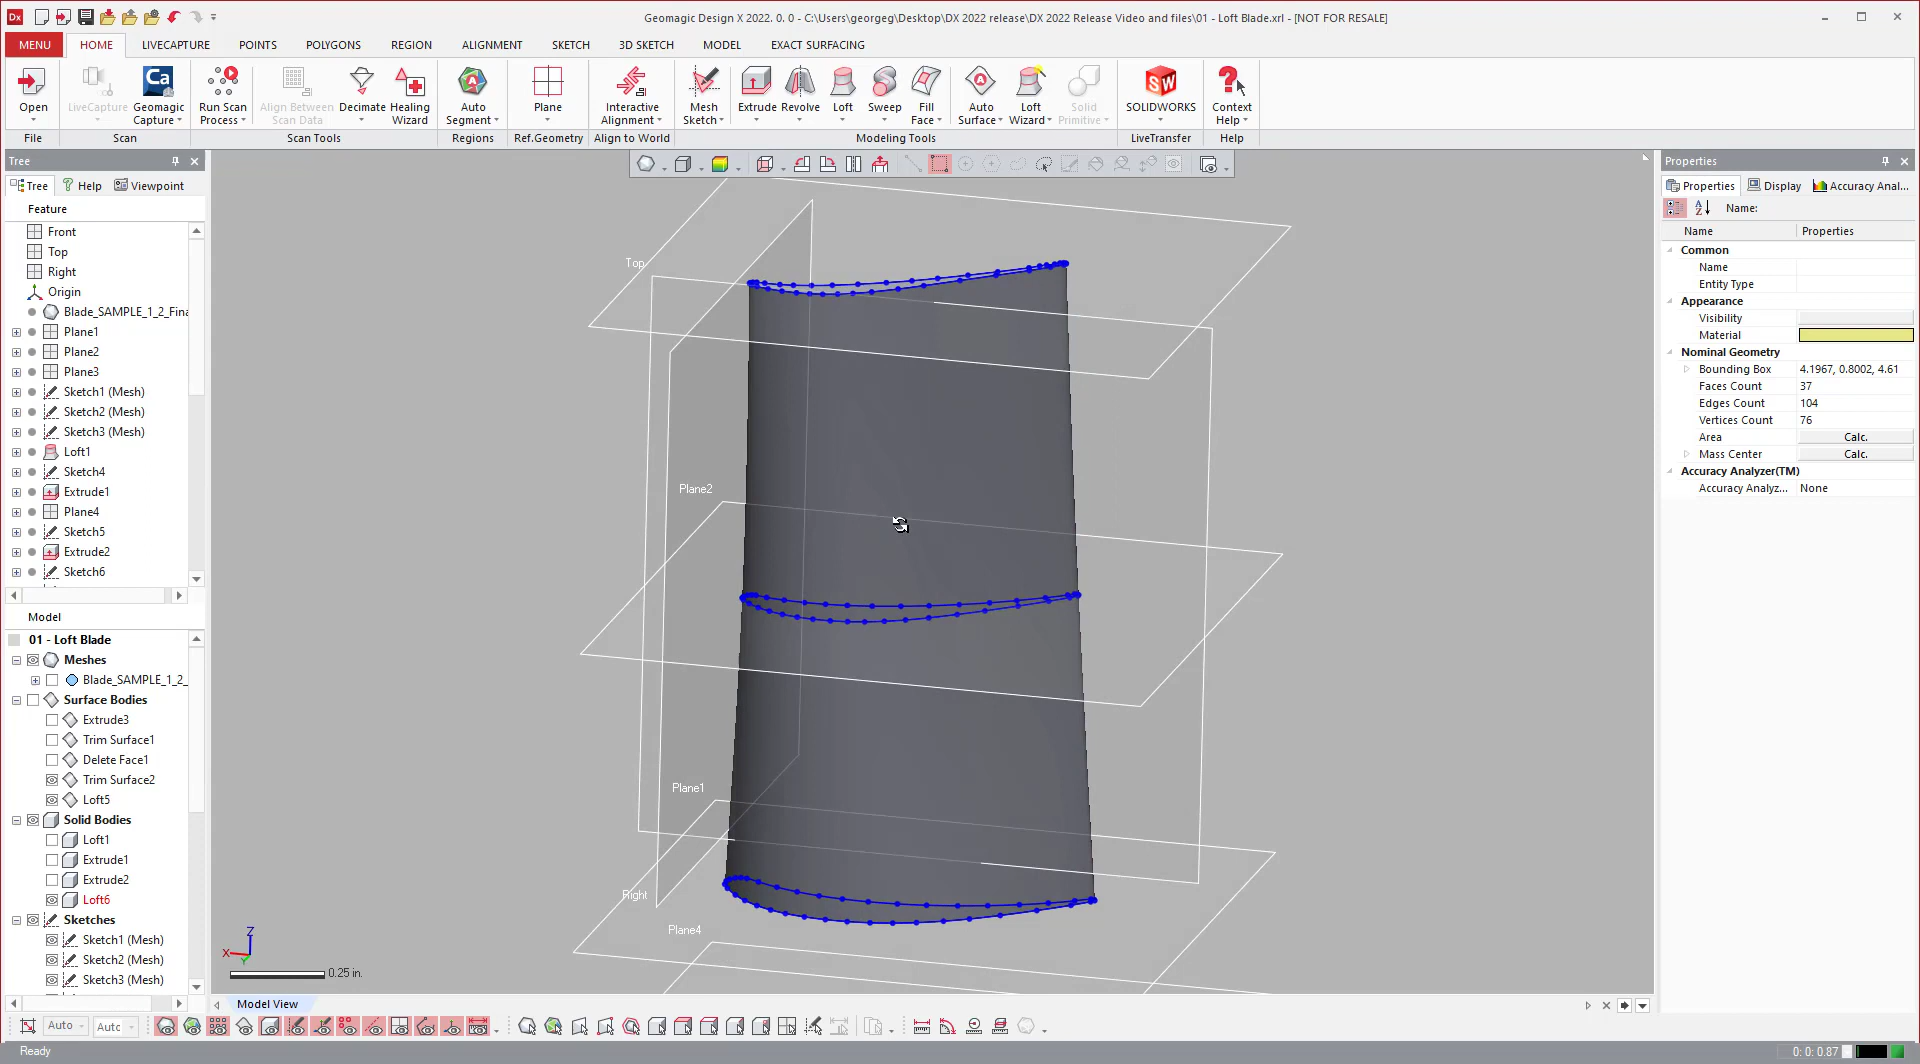 Dx
Geomagic Design X 2022. 0. 0 - C:\Users\georgeg\Desktop\DX 2022 release\DX 2022 Release Video and files\01 - Loft Blade.xrl - [NOT FOR RESALE]
MENU HOME LIVECAPTURE POINTS POLYGONS REGION ALIGNMENT SKETCH 3D SKETCH MODEL EXACT SURFACING
Open
LiveCapture
Geomagic Capture
Run Scan Process
Align Between Scan Data
Decimate
Healing Wizard
Auto Segment
Plane
Interactive Alignment
Mesh Sketch
Extrude
Revolve
Loft
Sweep
Fill Face
Auto Surface
Loft Wizard
Solid Primitive
SOLIDWORKS
Context Help
File Scan Scan Tools Regions Ref.Geometry Align to World Modeling Tools LiveTransfer Help
Tree
Tree Help Viewpoint
Feature
Front
Top
Right
Origin
Blade_SAMPLE_1_2_Fina
Plane1
Plane2
Plane3
Sketch1 (Mesh)
Sketch2 (Mesh)
Sketch3 (Mesh)
Loft1
Sketch4
Extrude1
Plane4
Sketch5
Extrude2
Sketch6
Model
01 - Loft Blade
Meshes
Blade_SAMPLE_1_2_
Surface Bodies
Extrude3
Trim Surface1
Delete Face1
Trim Surface2
Loft5
Solid Bodies
Loft1
Extrude1
Extrude2
Loft6
Sketches
Sketch1 (Mesh)
Sketch2 (Mesh)
Sketch3 (Mesh)
Top
Plane2
Plane1
Right
Plane4
Z
X
Y
0.25 in.
Model View
Properties
Properties Display Accuracy Anal...
Name:
Name Properties
Common
Name
Entity Type
Appearance
Visibility
Material
Nominal Geometry
Bounding Box 4.1967, 0.8002, 4.61
Faces Count 37
Edges Count 104
Vertices Count 76
Area Calc.
Mass Center Calc.
Accuracy Analyzer(TM)
Accuracy Analyz... None
Auto Auto
Ready
0: 0: 0.87